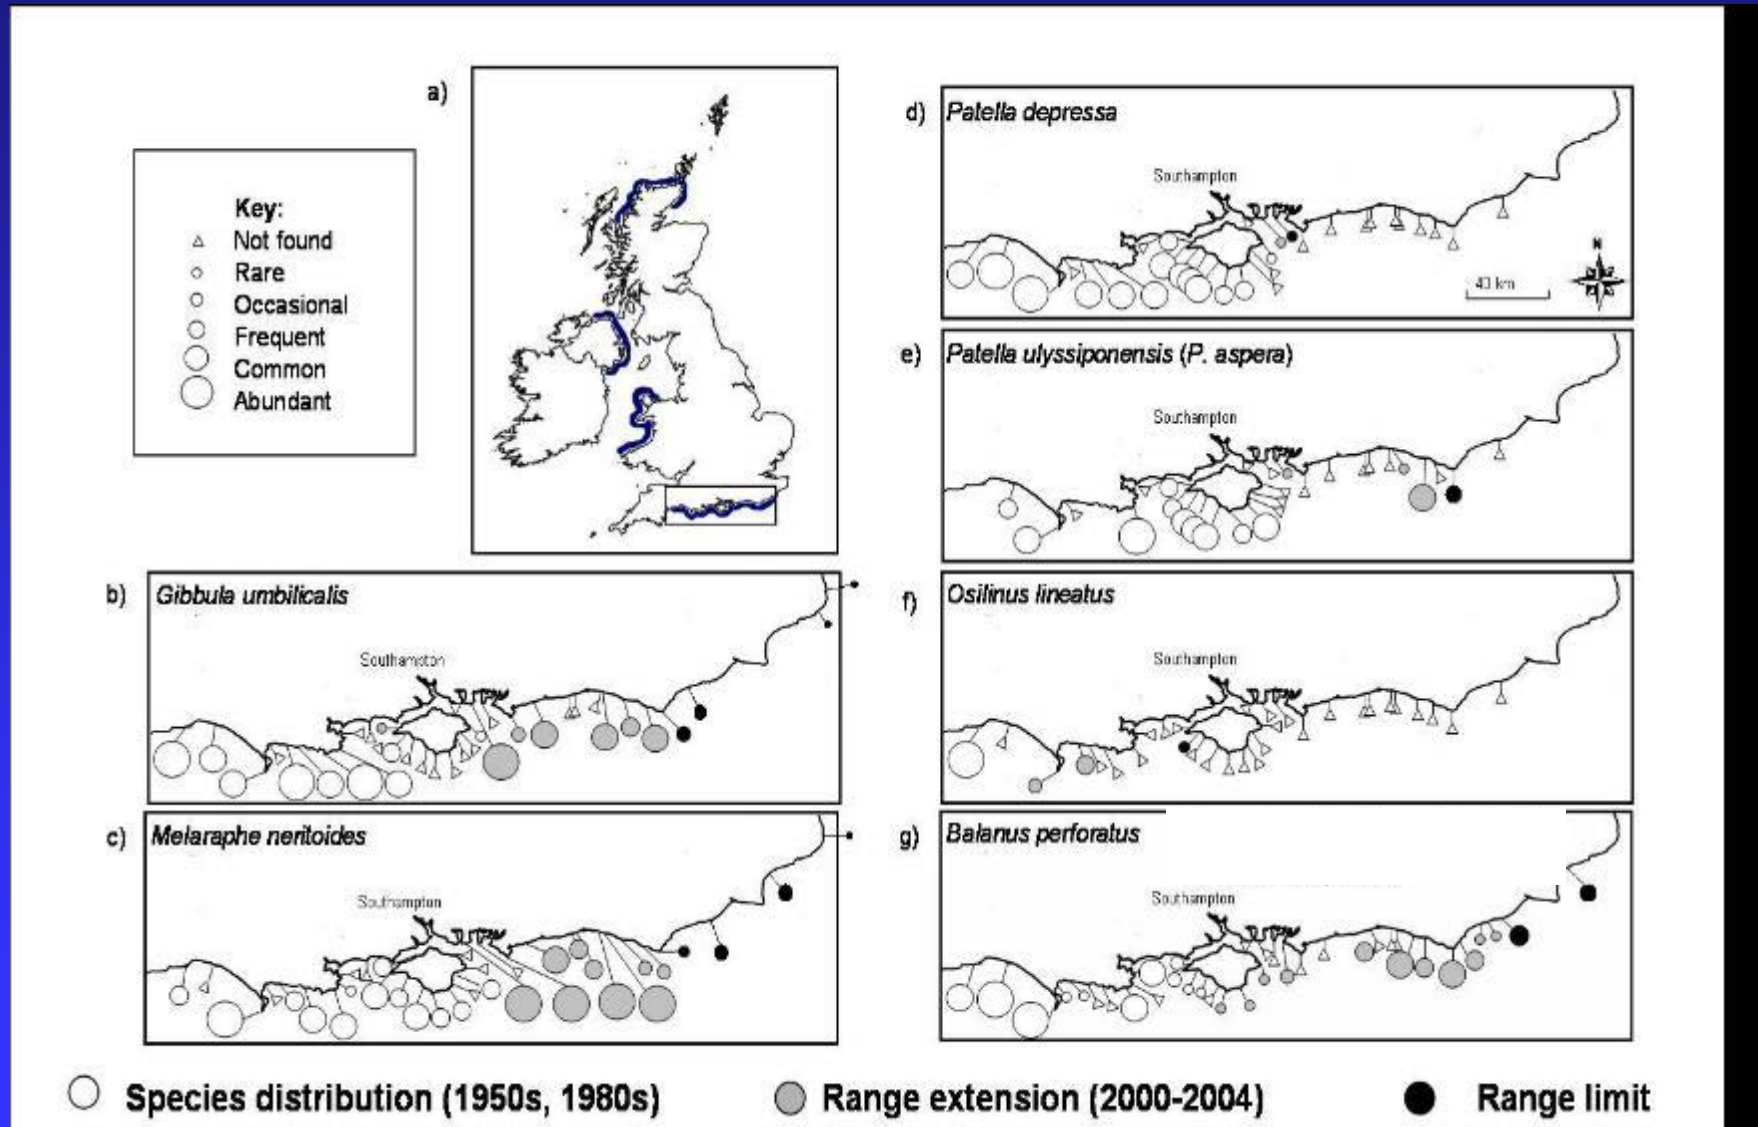 a)
Key:
Not found
Rare
Occasional
Frequent
Common
Abundant
b)
Gibbula umbilicalis
Southampton
c)
Melaraphe neritoides
Southampton
d)
Patella depressa
Southampton
N
40 km
e)
Patella ulyssiponensis (P. aspera)
Southampton
f)
Osilinus lineatus
Southampton
g)
Balanus perforatus
Southampton
Species distribution (1950s, 1980s)
Range extension (2000-2004)
Range limit